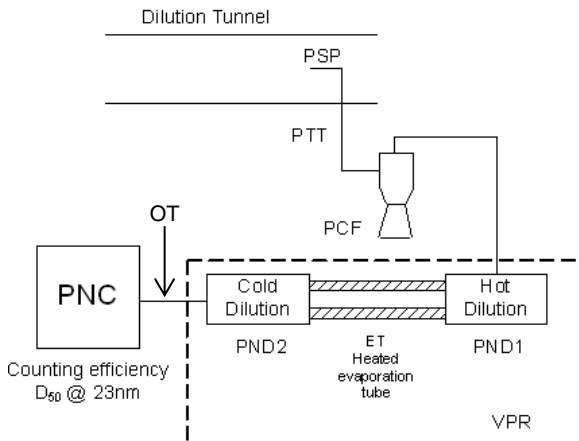 Dilution Tunnel
PSP
PTT
PCF
OT
PNC
Cold
Dilution
Hot
Dilution
PND2
ET
Heated
evaporation
tube
PND1
Counting efficiency
D₅₀ @ 23nm
VPR